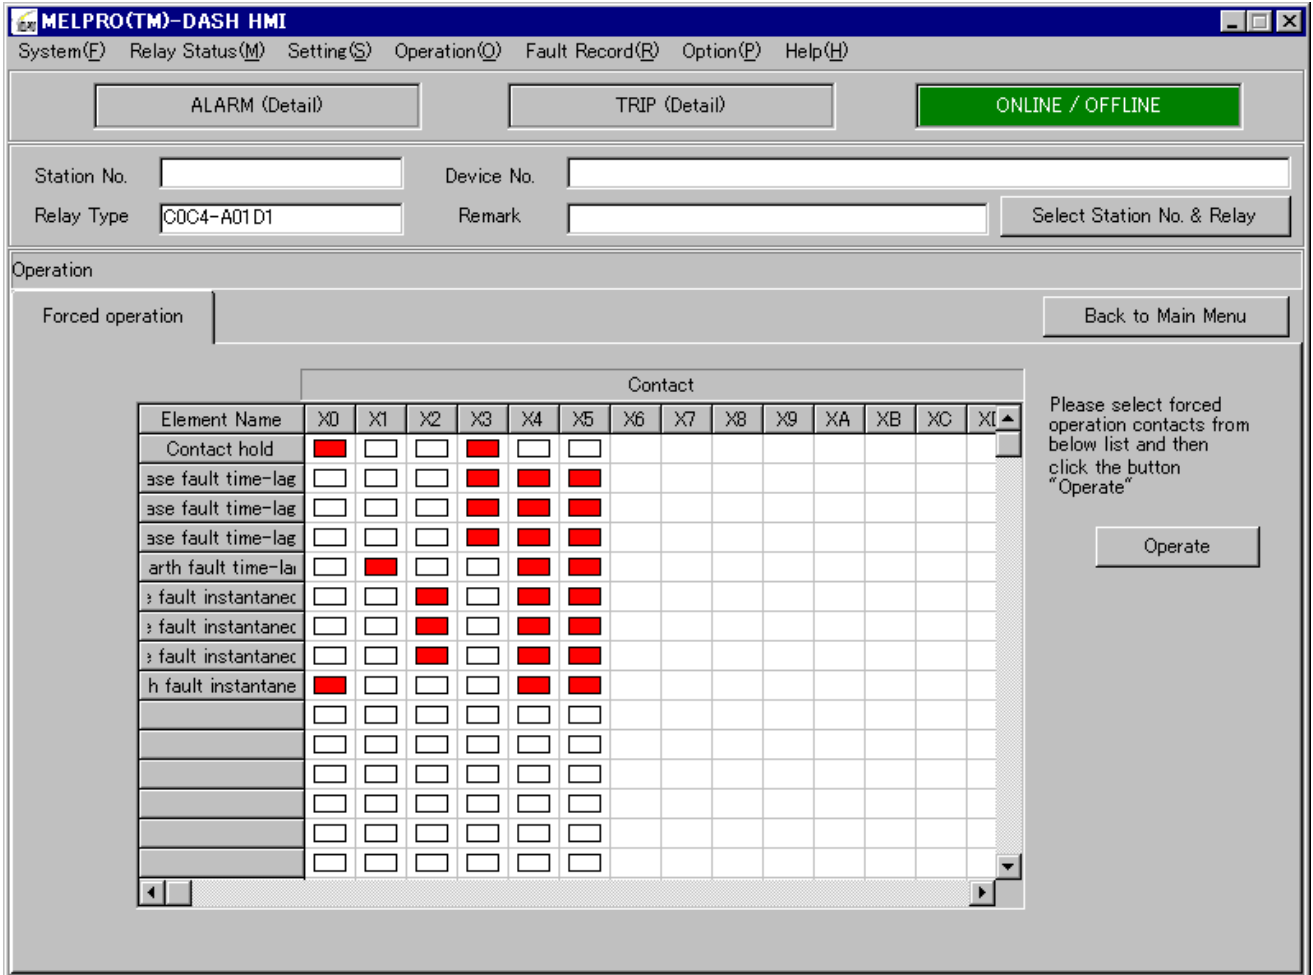 MELPRO(TM)-DASH HMI
System(F) Relay Status(M) Setting(S) Operation(O) Fault Record(R) Option(P) Help(H)
ALARM (Detail) TRIP (Detail) ONLINE / OFFLINE
Station No. Device No.
Relay Type C0C4-A01D1 Remark Select Station No. & Relay
Operation
Forced operation Back to Main Menu
Contact
Element Name X0 X1 X2 X3 X4 X5 X6 X7 X8 X9 XA XB XC
Contact hold
ase fault time-lag
ase fault time-lag
ase fault time-lag
arth fault time-la
fault instantaned
fault instantaned
fault instantaned
h fault instantane
Please select forced
operation contacts from
below list and then
click the button
"Operate"
Operate